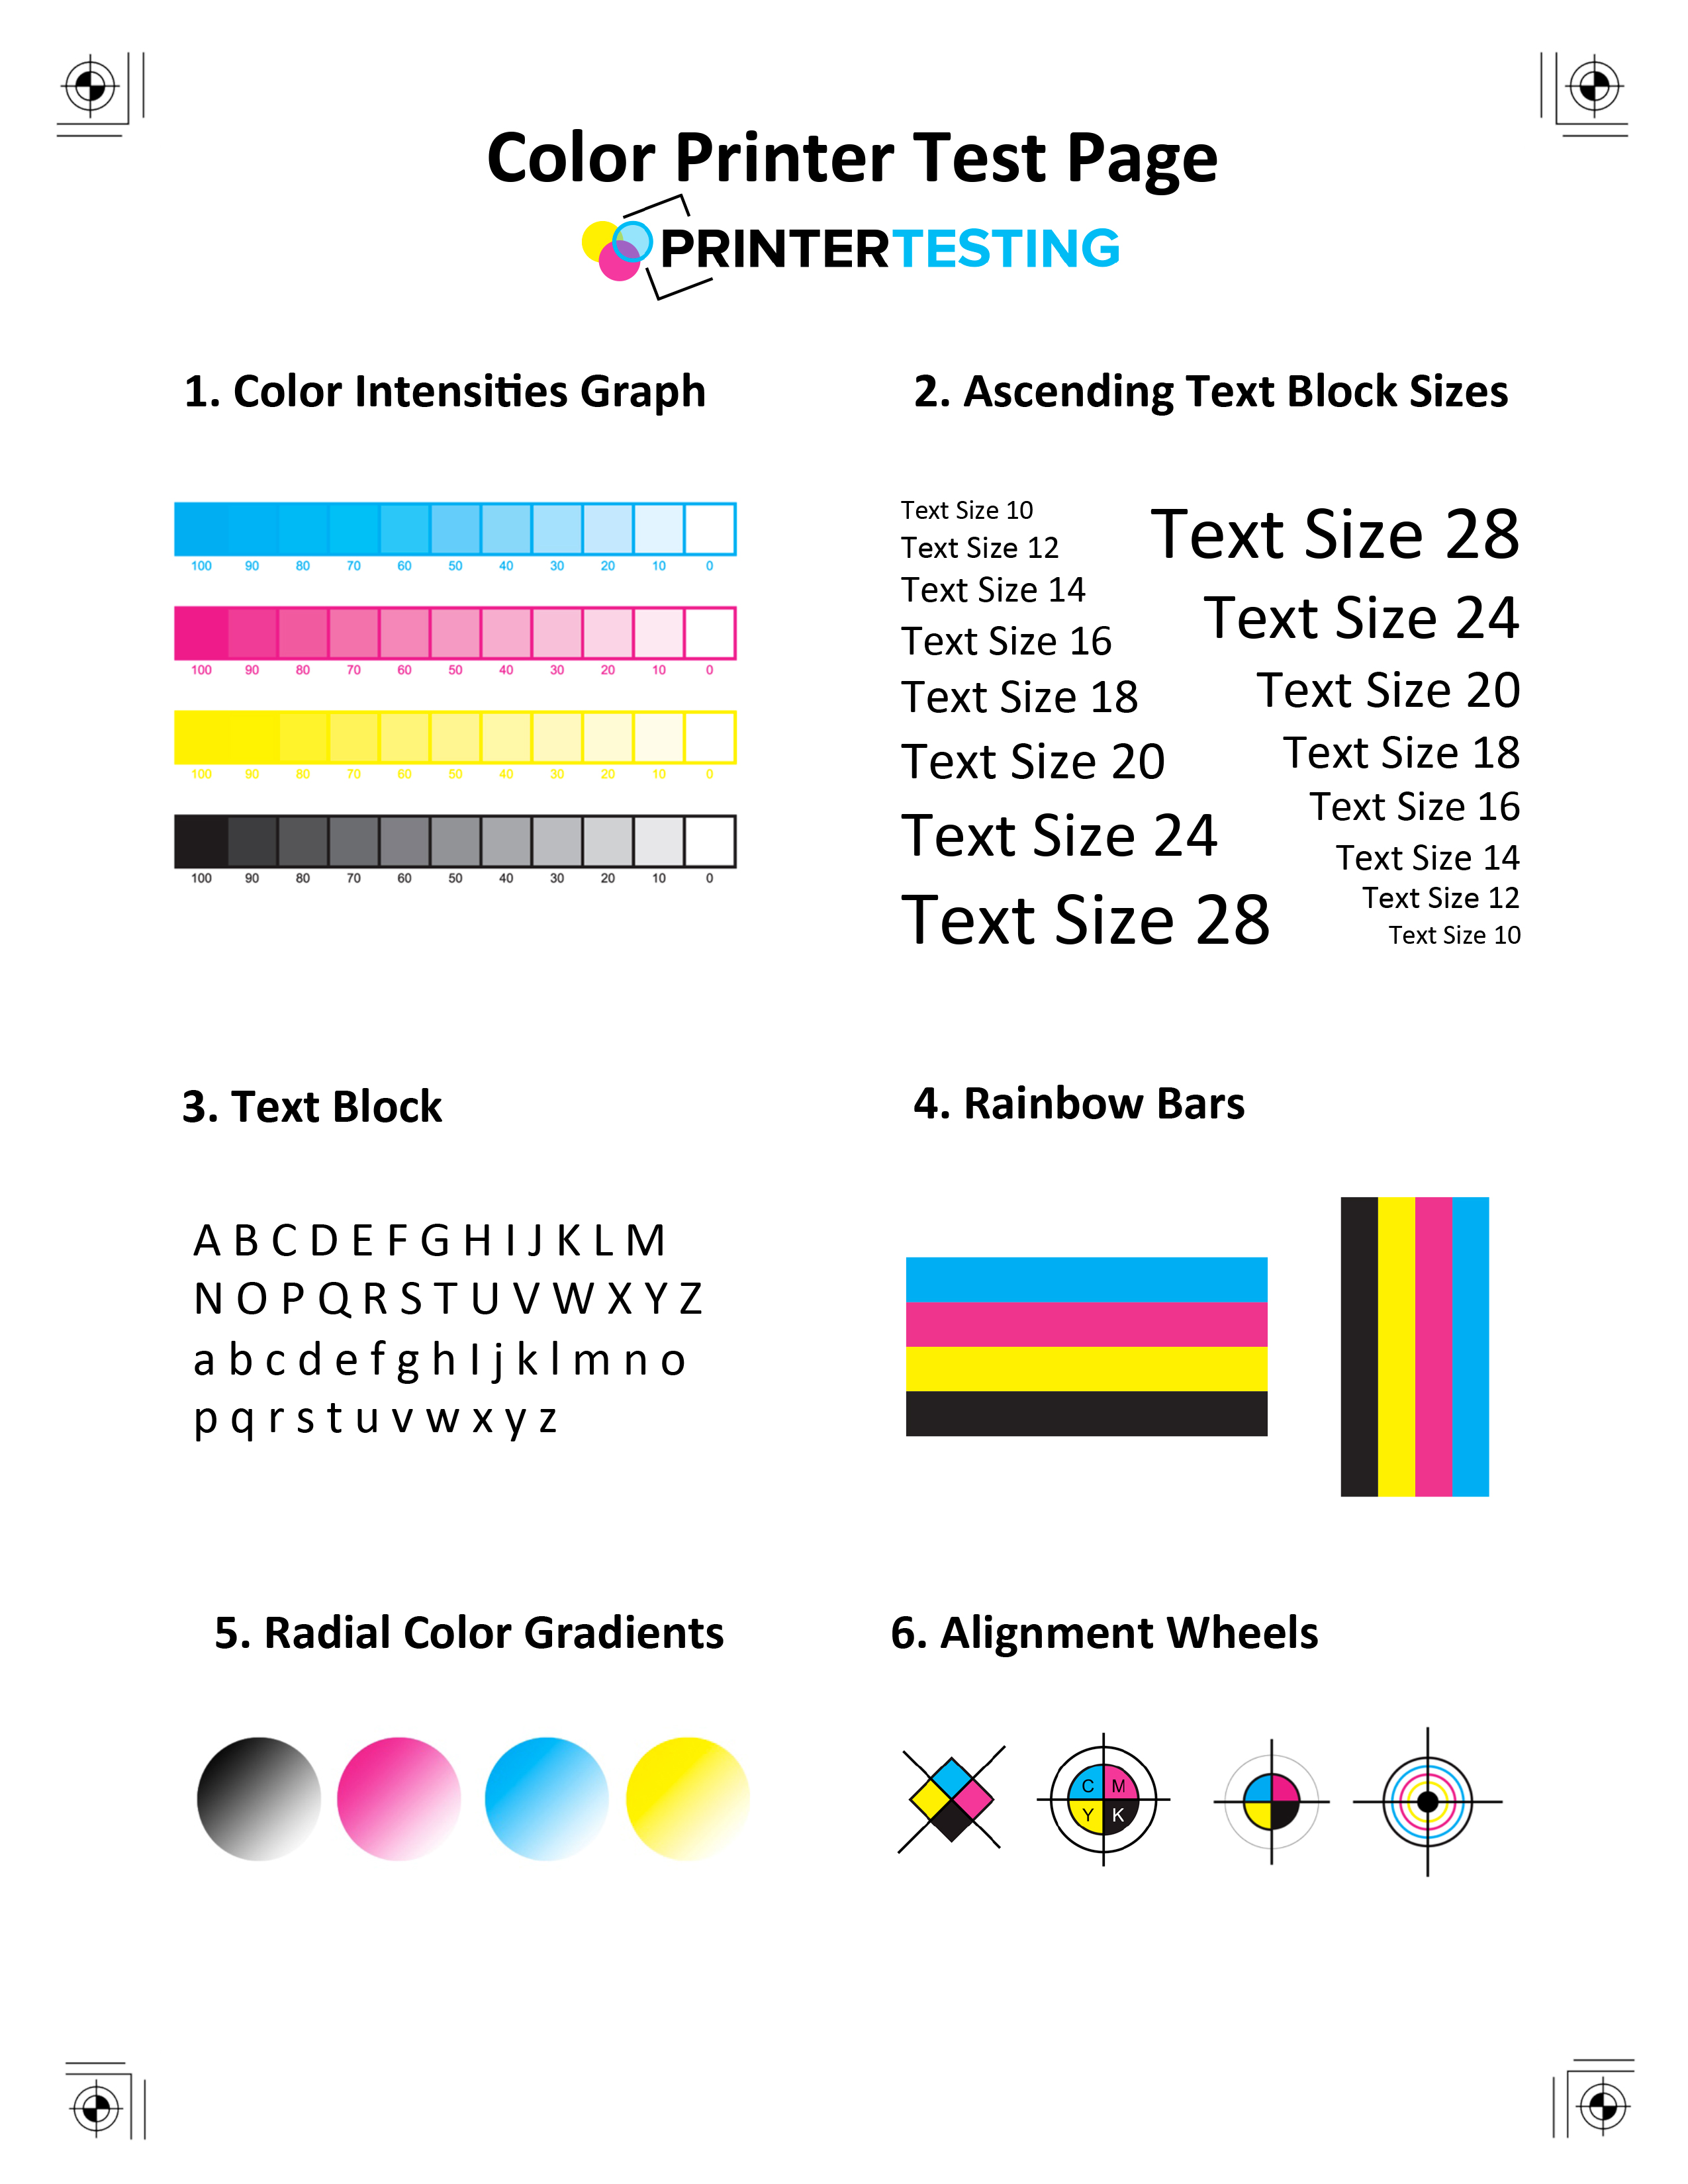 Color Printer Test Page
PRINTERTESTING
1. Color Intensities Graph
100 90 80 70 60 50 40 30 20 10 0
100 90 80 70 60 50 40 30 20 10 0
100 90 80 70 60 50 40 30 20 10 0
100 90 80 70 60 50 40 30 20 10 0
2. Ascending Text Block Sizes
Text Size 10
Text Size 12
Text Size 14
Text Size 16
Text Size 18
Text Size 20
Text Size 24
Text Size 28
Text Size 28
Text Size 24
Text Size 20
Text Size 18
Text Size 16
Text Size 14
Text Size 12
Text Size 10
3. Text Block
A B C D E F G H I J K L M
N O P Q R S T U V W X Y Z
a b c d e f g h I j k l m n o
p q r s t u v w x y z
4. Rainbow Bars
5. Radial Color Gradients
6. Alignment Wheels
C M
Y K